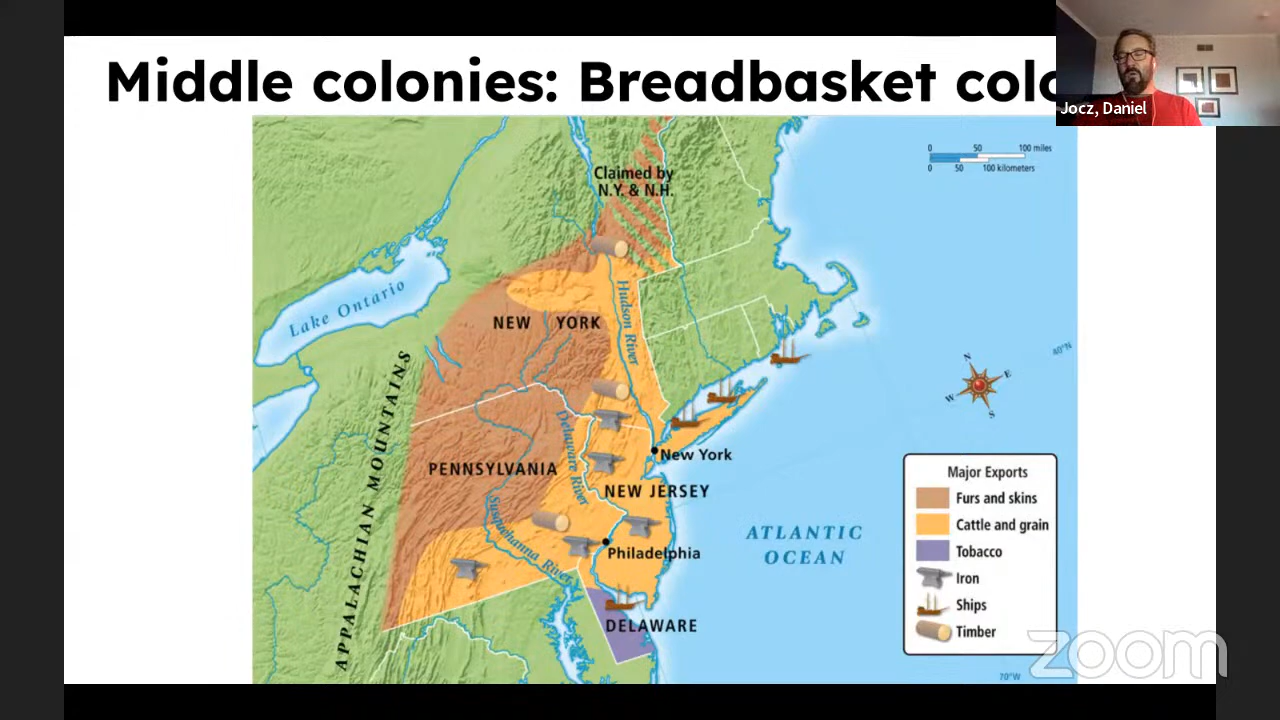 Middle colonies: Breadbasket colo
Jocz, Daniel
0 50 100 miles
0 50 100 kilometers
Claimed by
N.Y. & N.H.
Lake Ontario
Hudson River
NEW YORK
40°N
N
E
W
S
APPALACHIAN MOUNTAINS
Delaware River
New York
PENNSYLVANIA
NEW JERSEY
Susquehanna River
ATLANTIC
OCEAN
Philadelphia
DELAWARE
Major Exports
Furs and skins
Cattle and grain
Tobacco
Iron
Ships
Timber
70°W
zoom